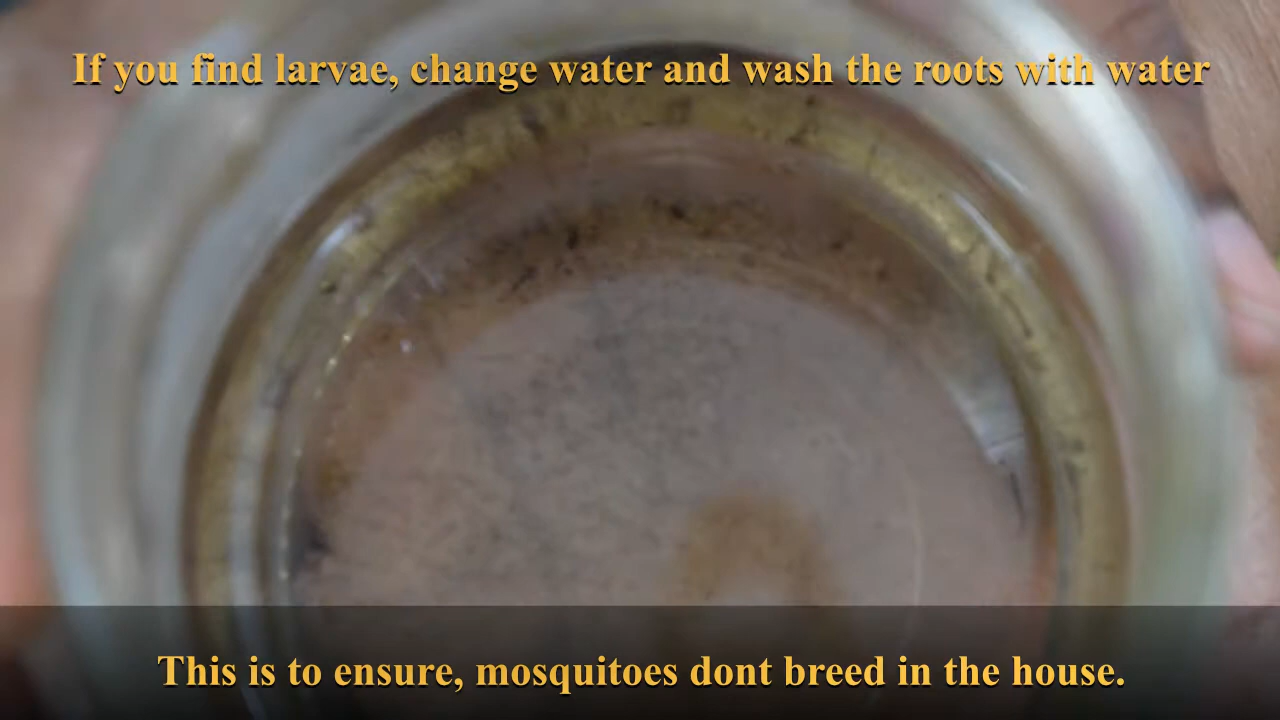 If you find larvae, change water and wash the roots with water
This is to ensure, mosquitoes dont breed in the house.